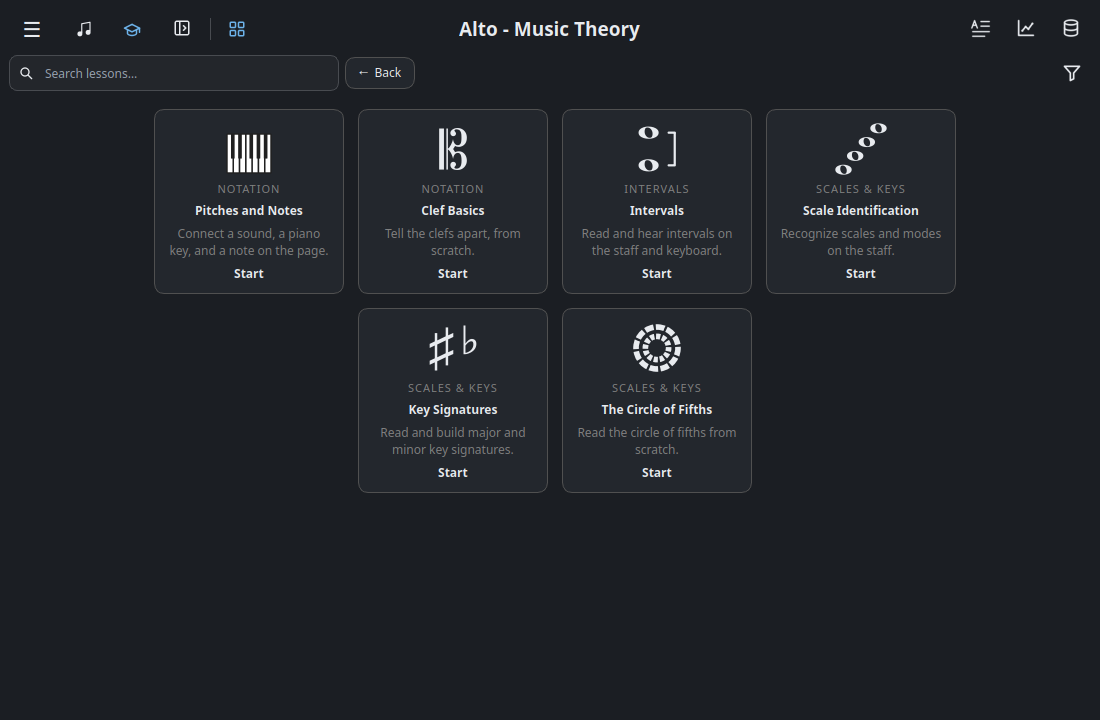 Alto - Music Theory
Search lessons...
← Back
NOTATION
Pitches and Notes
Connect a sound, a piano
key, and a note on the page.
Start
NOTATION
Clef Basics
Tell the clefs apart, from
scratch.
Start
INTERVALS
Intervals
Read and hear intervals on
the staff and keyboard.
Start
SCALES & KEYS
Scale Identification
Recognize scales and modes
on the staff.
Start
SCALES & KEYS
Key Signatures
Read and build major and
minor key signatures.
Start
SCALES & KEYS
The Circle of Fifths
Read the circle of fifths from
scratch.
Start